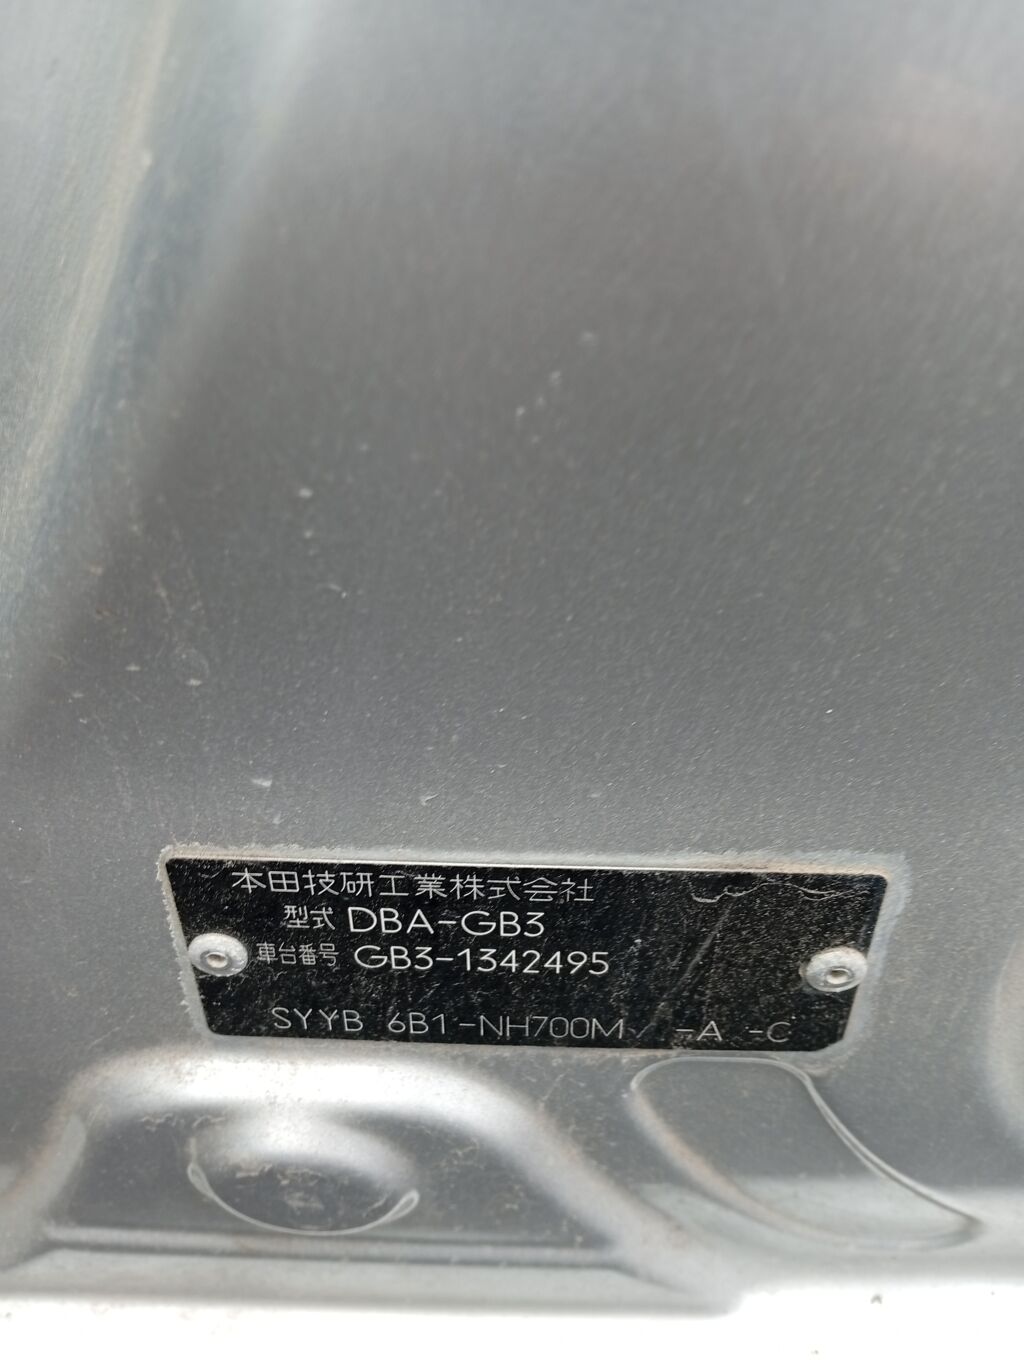 本田技研工業株式会社
型式 DBA-GB3
車台番号 GB3-1342495
SYYB 6B1-NH700M/ -A -C